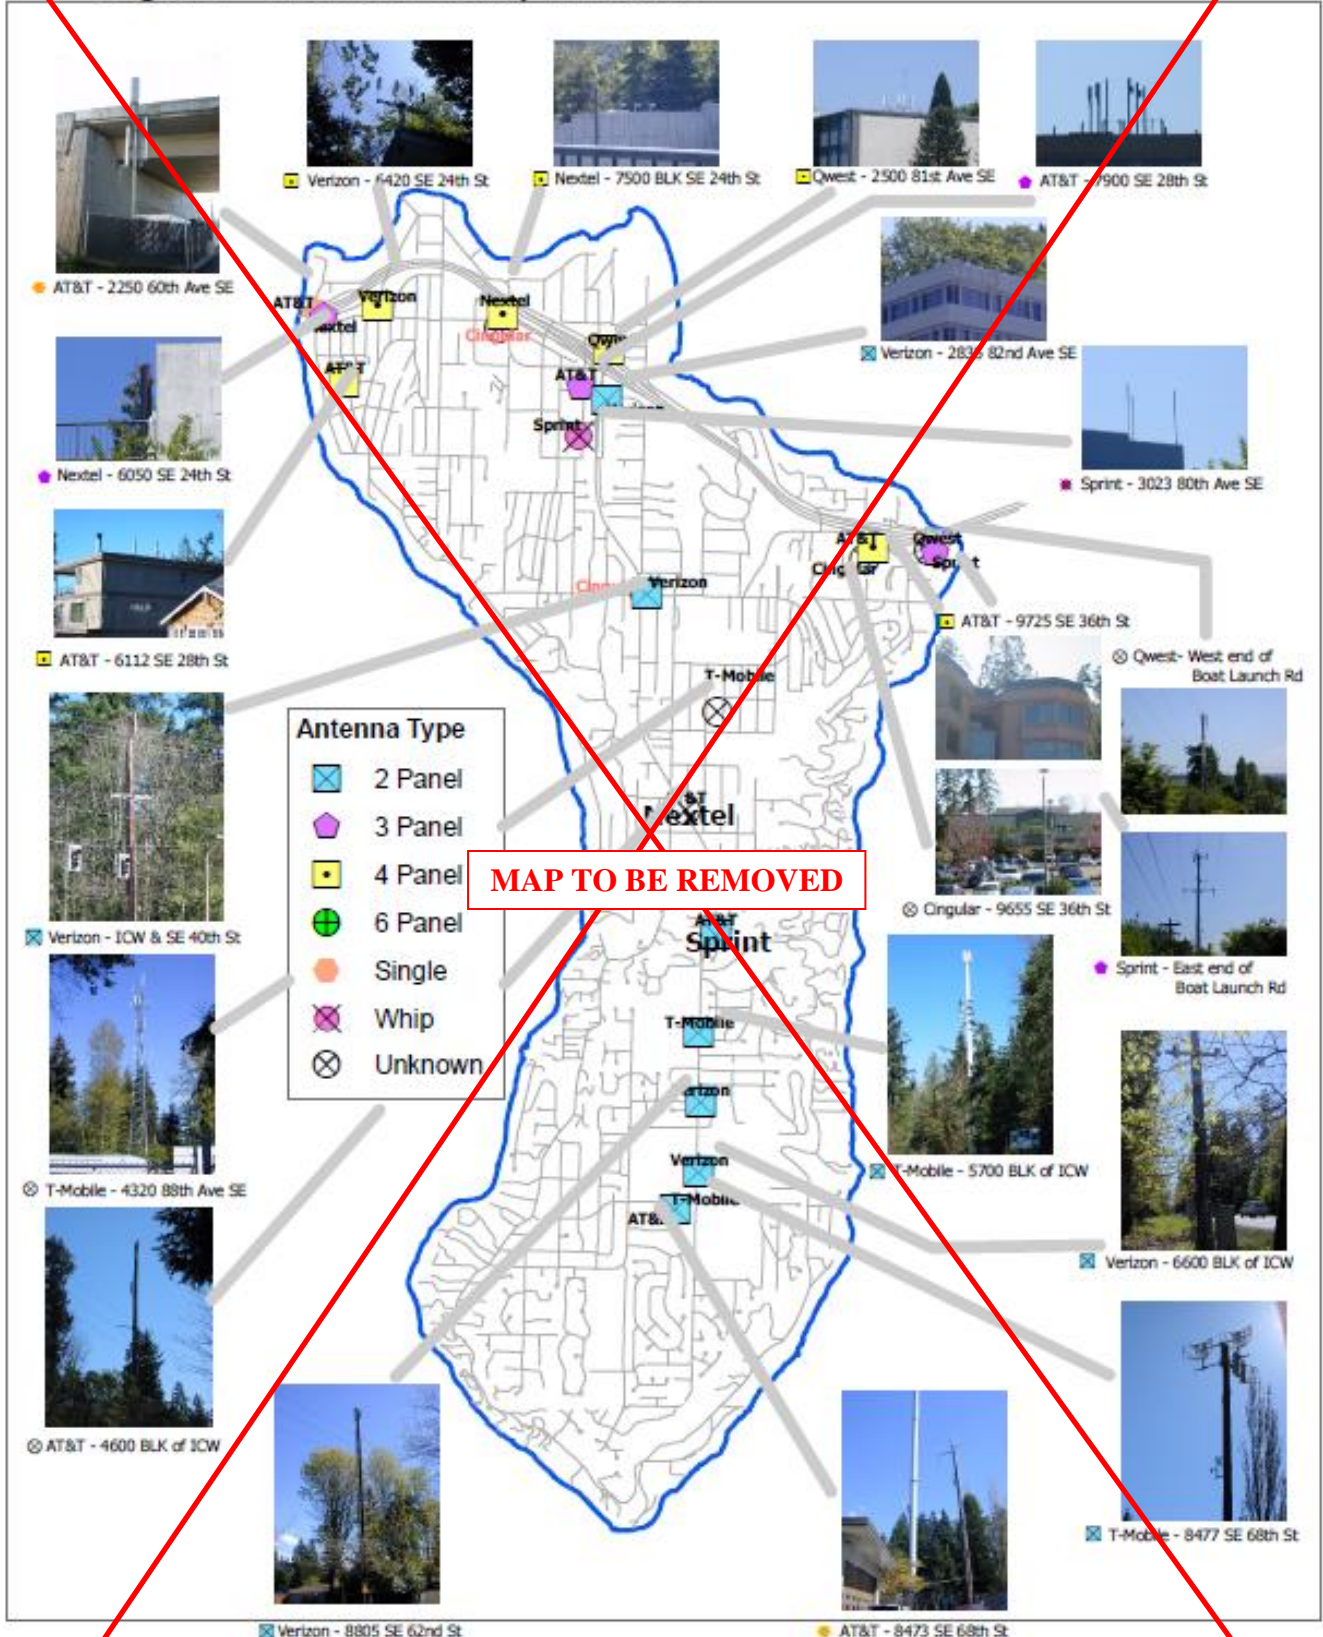 Verizon - 6420 SE 24th St
Nextel - 7500 BLK SE 24th St
Qwest - 2500 81st Ave SE
AT&T - 7900 SE 28th St
AT&T - 2250 60th Ave SE
AT&T
Verizon
Nextel
Cingular
Verizon - 2835 82nd Ave SE
AT&T
AT&T
Sprint
Nextel - 6050 SE 24th St
Sprint - 3023 80th Ave SE
AT&T
Qwest
Sprint
Verizon
AT&T - 9725 SE 36th St
AT&T - 6112 SE 28th St
Qwest- West end of
Boat Launch Rd
T-Mobile
Antenna Type
2 Panel
3 Panel
4 Panel
6 Panel
Single
Whip
Unknown
Nextel
MAP TO BE REMOVED
Cingular - 9655 SE 36th St
AT&T
Sprint
Verizon - ICW & SE 40th St
Sprint - East end of
Boat Launch Rd
T-Mobile
T-Mobile - 5700 BLK of ICW
Verizon
T-Mobile
T-Mobile - 4320 88th Ave SE
Verizon - 6600 BLK of ICW
AT&T - 4600 BLK of ICW
T-Mobile - 8477 SE 68th St
Verizon - 8805 SE 62nd St
AT&T - 8473 SE 68th St